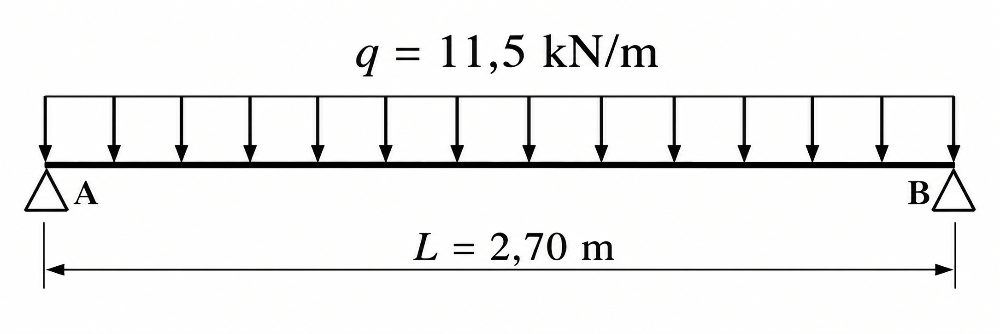 q = 11,5 kN/m
A
B
L = 2,70 m